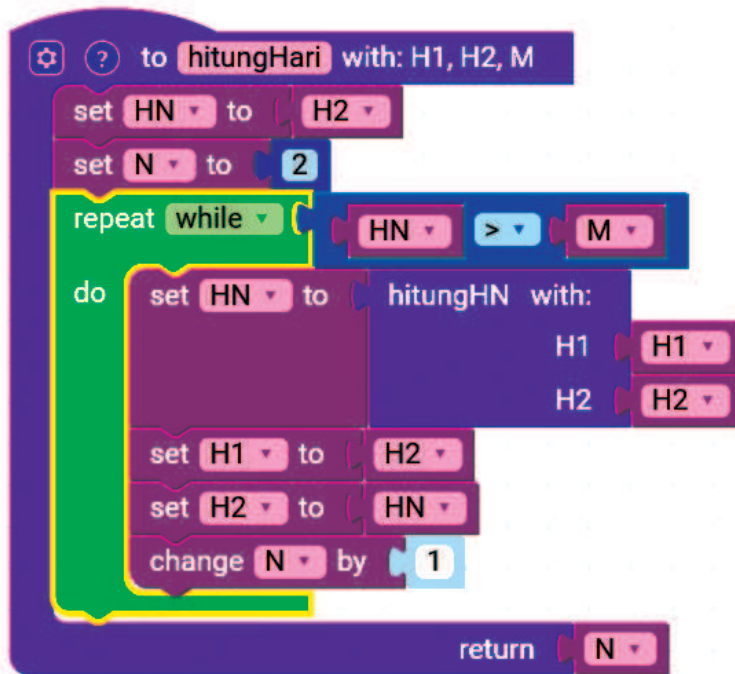 ? to hitungHari with: H1, H2, M
set HN to H2
set N to 2
repeat while HN > M
do set HN to hitungHN with:
H1 H1
H2 H2
set H1 to H2
set H2 to HN
change N by 1
return N